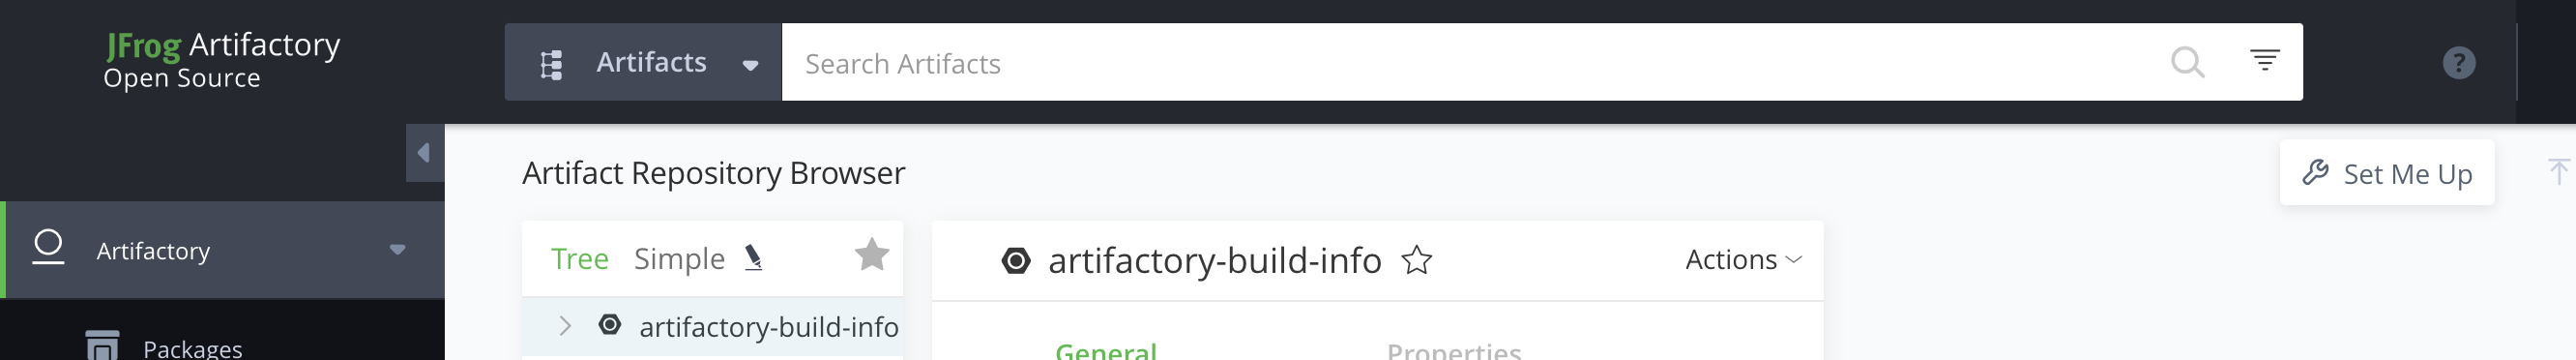 JFrog Artifactory
Open Source
Artifacts
Search Artifacts
?
Artifact Repository Browser
Set Me Up
Artifactory
Tree Simple
artifactory-build-info
Actions
artifactory-build-info
Packages
General
Properties